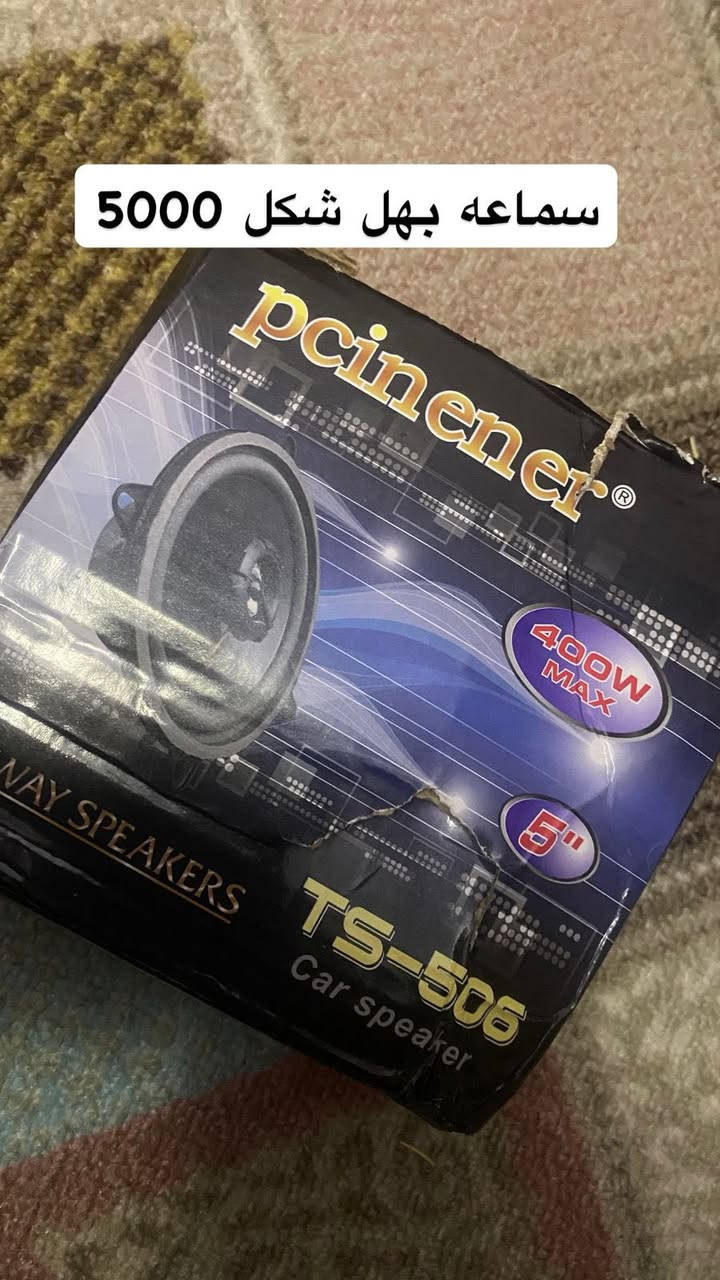 سماعه بهل شكل 5000
pcinener®
400W
MAX
5"
WAY SPEAKERS
TS-506
Car speaker